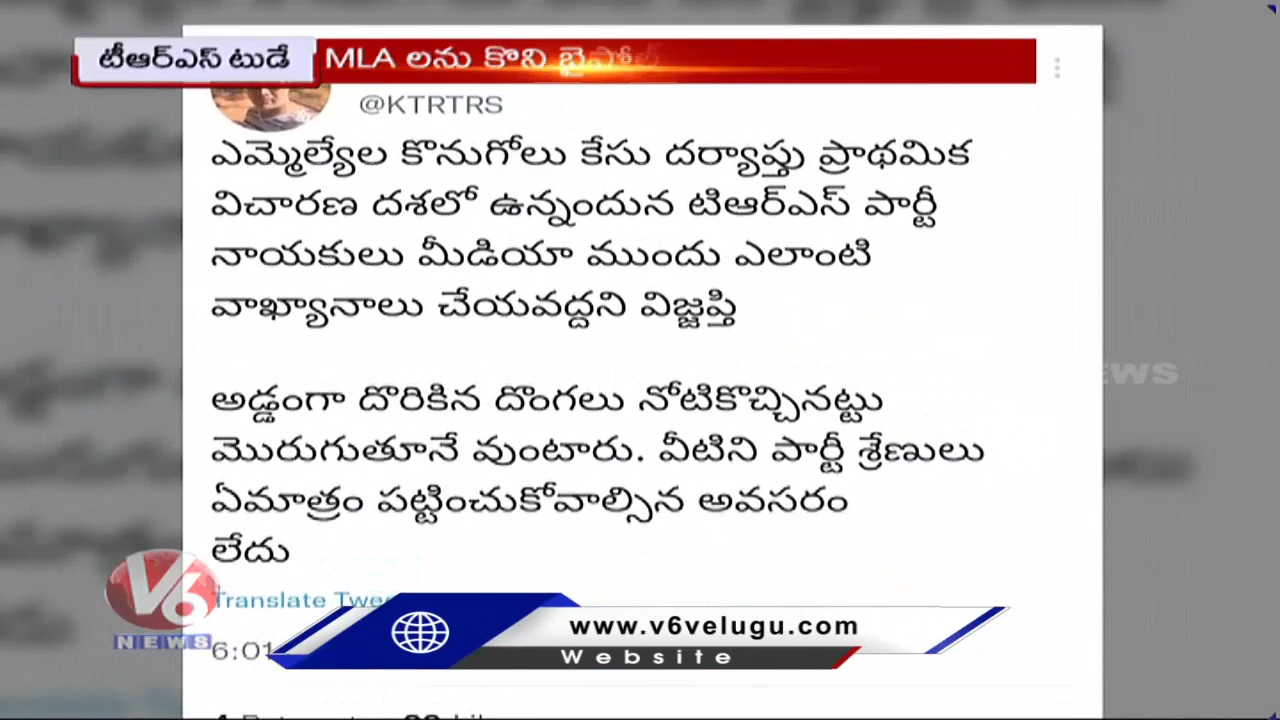 టీఆర్ఎస్ టుడే
MLA లను కొని
@KTRTRS
ఎమ్మెల్యేల కొనుగోలు కేసు దర్యాప్తు ప్రాథమిక
విచారణ దశలో ఉన్నందున టిఆర్ఎస్ పార్టీ
నాయకులు మీడియా ముందు ఎలాంటి
వాఖ్యానాలు చేయవద్దని విజ్ఞప్తి
అడ్డంగా దొరికిన దొంగలు నోటికొచ్చినట్టు
మొరుగుతూనే వుంటారు. వీటిని పార్టీ శ్రేణులు
ఏమాత్రం పట్టించుకోవాల్సిన అవసరం
లేదు
Translate
V6
NEWS
www.v6velugu.com
Website